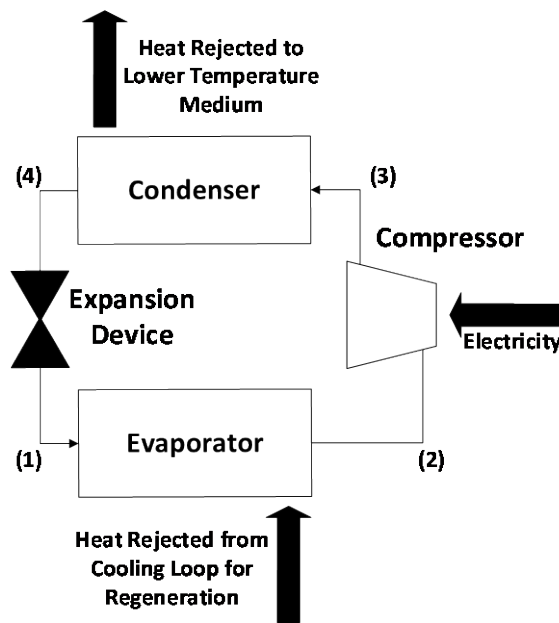 Heat Rejected to
Lower Temperature
Medium
(4)
Condenser
(3)
Compressor
Expansion
Device
Electricity
Evaporator
(1)
(2)
Heat Rejected from
Cooling Loop for
Regeneration